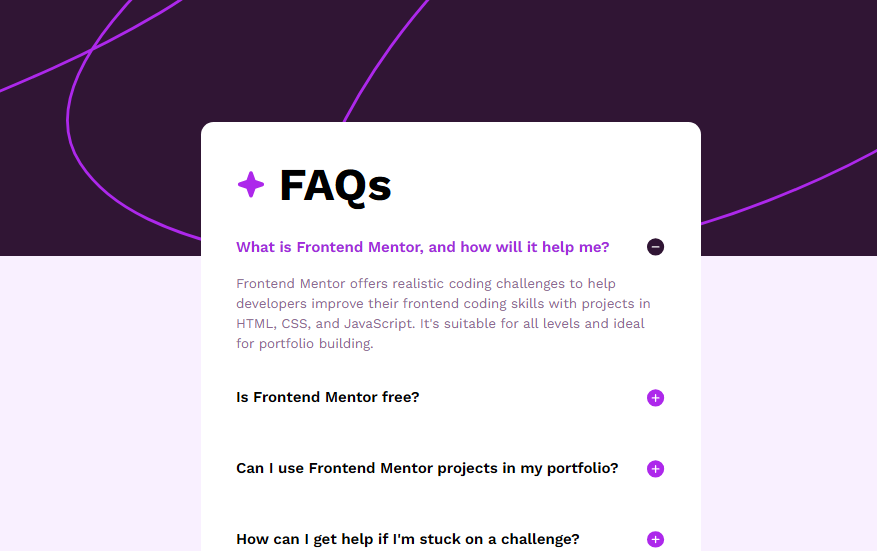 FAQs
What is Frontend Mentor, and how will it help me?
Frontend Mentor offers realistic coding challenges to help
developers improve their frontend coding skills with projects in
HTML, CSS, and JavaScript. It's suitable for all levels and ideal
for portfolio building.
Is Frontend Mentor free?
Can I use Frontend Mentor projects in my portfolio?
How can I get help if I'm stuck on a challenge?